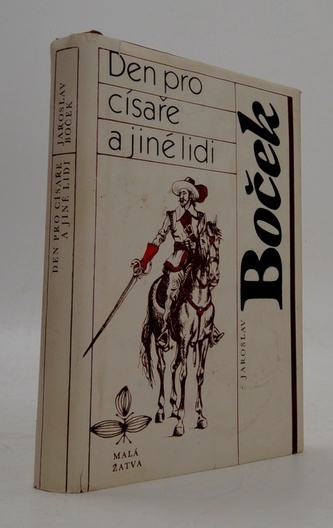 Den pro
císaře
a jiné lidi
JAROSLAV
Boček
MALÁ
ŽATVA
DEN PRO CÍSAŘE
A JINÉ LIDI
JAROSLAV
BOČEK